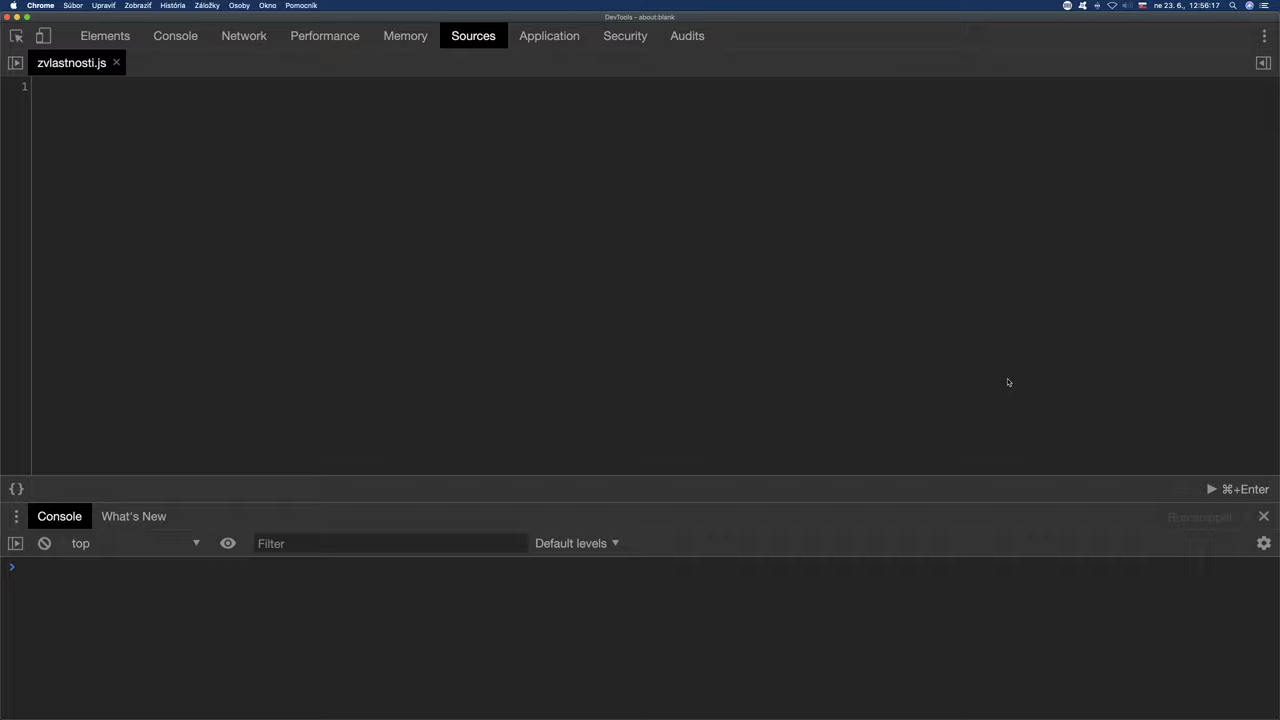 Chrome Súbor Upraviť Zobraziť História Záložky Osoby Okno Pomocník ne 23. 6., 12:56:17
DevTools - about:blank
Elements Console Network Performance Memory Sources Application Security Audits
zvlastnosti.js
1
{} ⌘+Enter
Console What's New Run snippet
top Filter Default levels